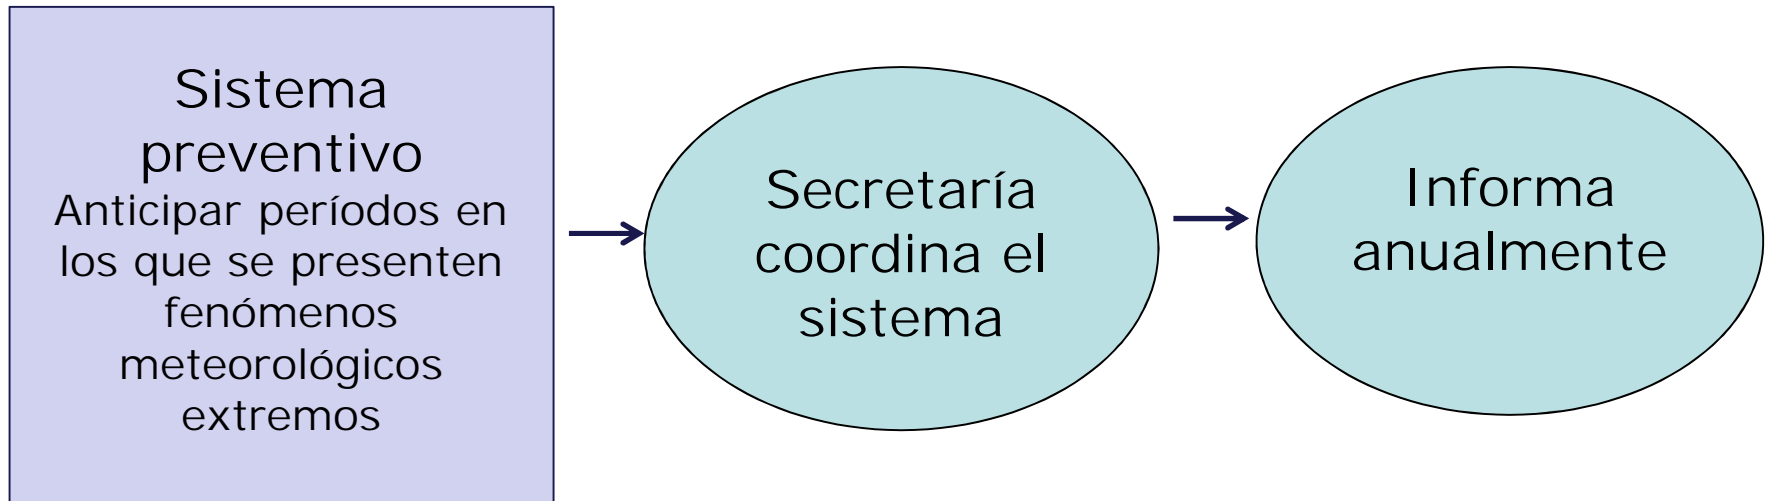 Sistema
preventivo
Anticipar períodos en
los que se presenten
fenómenos
meteorológicos
extremos
Secretaría
coordina el
sistema
Informa
anualmente